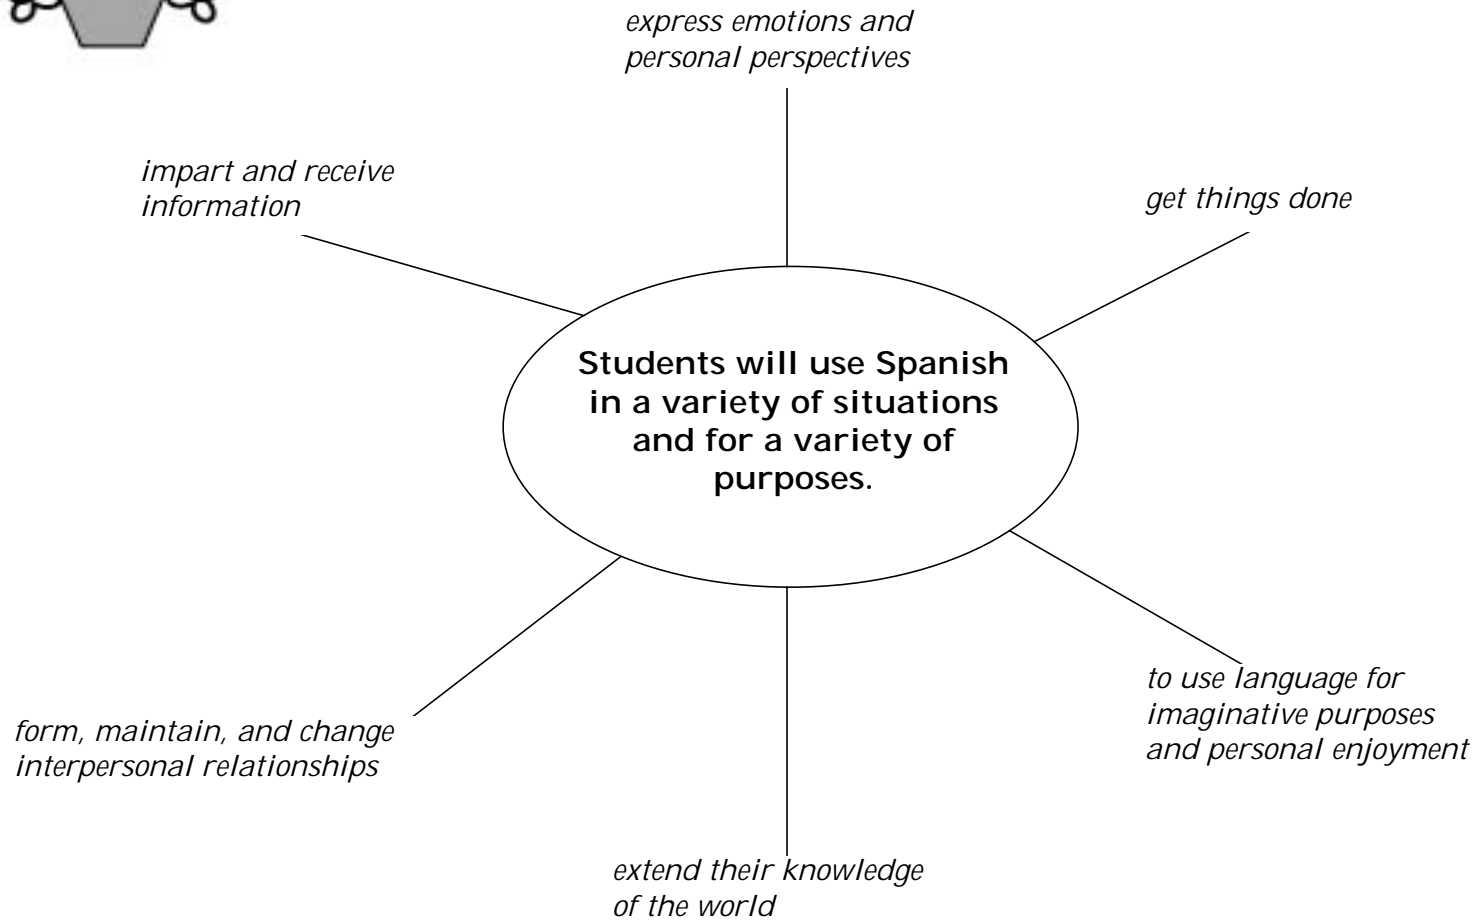 express emotions and
personal perspectives
impart and receive
information
get things done
Students will use Spanish
in a variety of situations
and for a variety of
purposes.
to use language for
imaginative purposes
and personal enjoyment
form, maintain, and change
interpersonal relationships
extend their knowledge
of the world